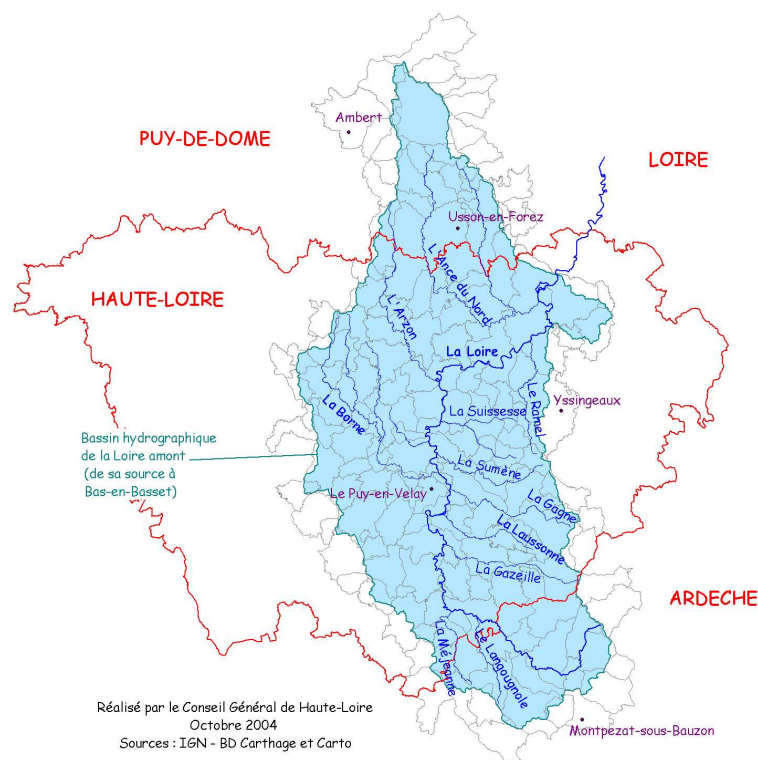 Ambert
PUY-DE-DOME
LOIRE
Usson-en-Forez
L'Ance du Nord
HAUTE-LOIRE
L'Arzon
La Loire
Le Ramel
Yssingeaux
La Borne
La Suissesse
Bassin hydrographique
de la Loire amont
(de sa source à
Bas-en-Basset)
La Sumène
Le Puy-en-Velay
La Gagne
La Laussonne
La Gazeille
ARDECHE
La Méjeanne
Le Langougnole
Réalisé par le Conseil Général de Haute-Loire
Octobre 2004
Sources : IGN - BD Carthage et Carto
Montpezat-sous-Bauzon